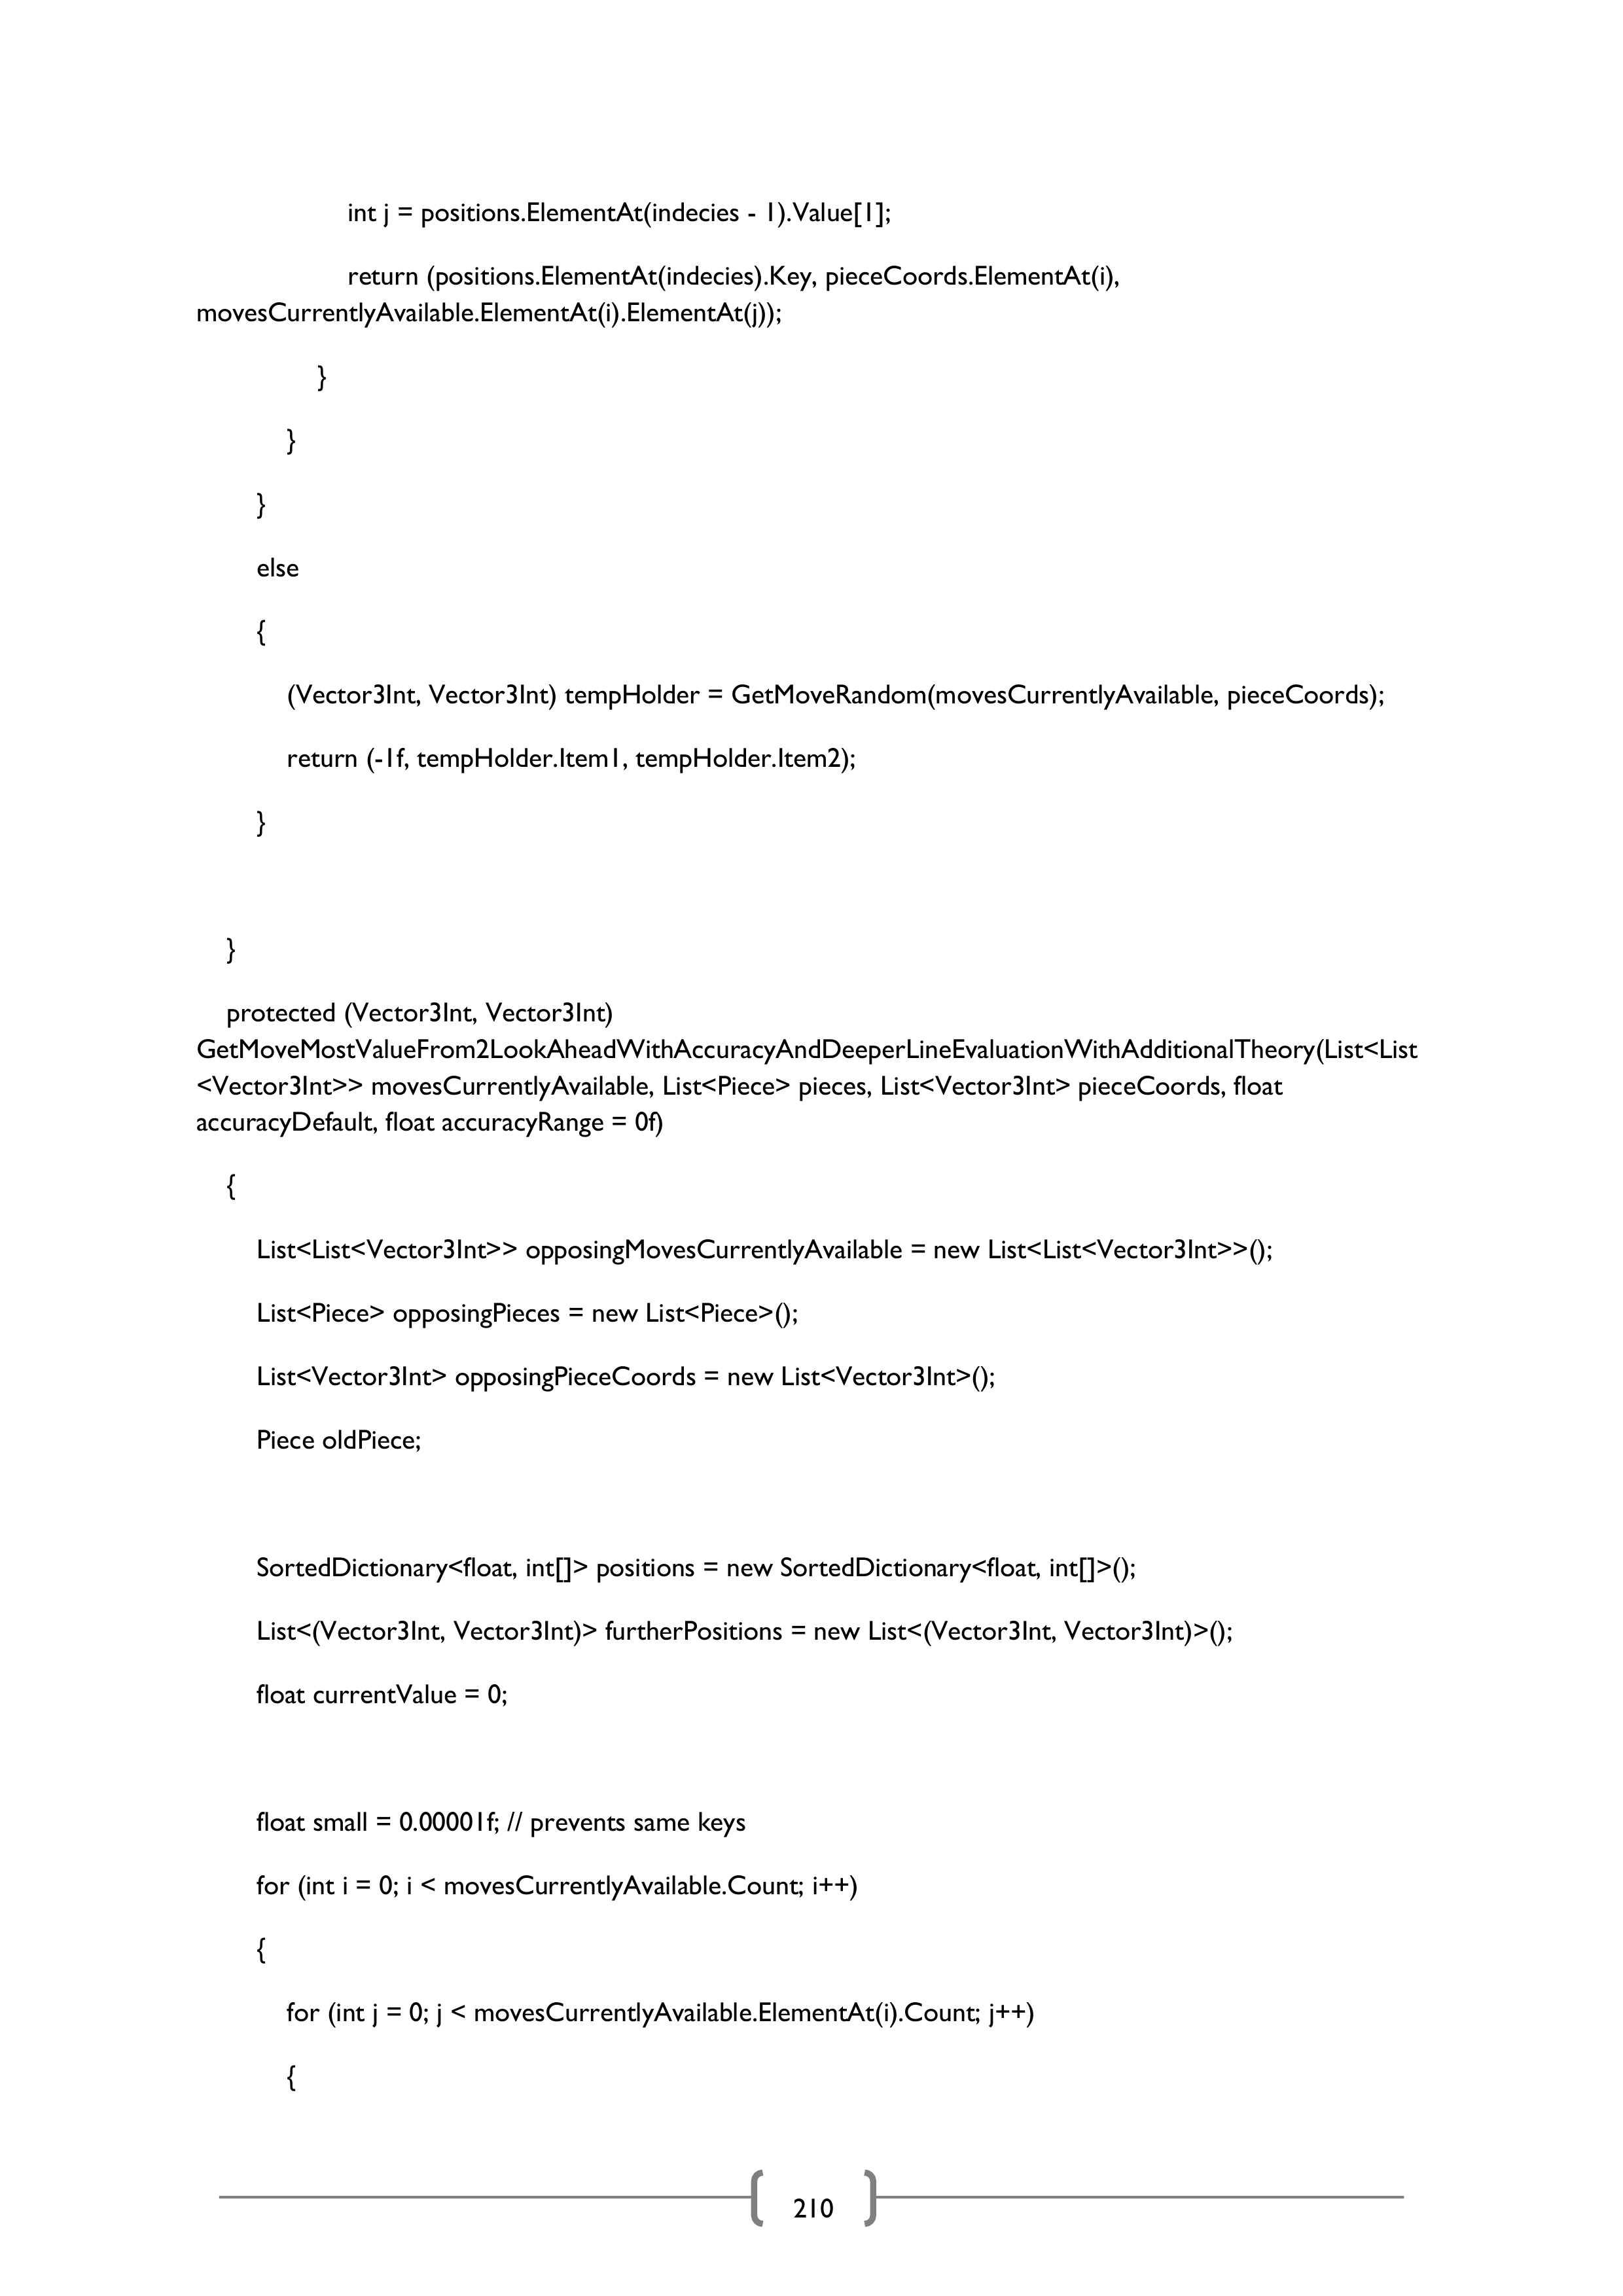 int j = positions.ElementAt(indecies - 1).Value[1];
return (positions.ElementAt(indecies).Key, pieceCoords.ElementAt(i),
movesCurrentlyAvailable.ElementAt(i).ElementAt(j));
}
}
}
else
{
(Vector3Int, Vector3Int) tempHolder = GetMoveRandom(movesCurrentlyAvailable, pieceCoords);
return (-1f, tempHolder.Item1, tempHolder.Item2);
}
}
protected (Vector3Int, Vector3Int)
GetMoveMostValueFrom2LookAheadWithAccuracyAndDeeperLineEvaluationWithAdditionalTheory(List<List
<Vector3Int>> movesCurrentlyAvailable, List<Piece> pieces, List<Vector3Int> pieceCoords, float
accuracyDefault, float accuracyRange = 0f)
{
List<List<Vector3Int>> opposingMovesCurrentlyAvailable = new List<List<Vector3Int>>();
List<Piece> opposingPieces = new List<Piece>();
List<Vector3Int> opposingPieceCoords = new List<Vector3Int>();
Piece oldPiece;
SortedDictionary<float, int[]> positions = new SortedDictionary<float, int[]>();
List<(Vector3Int, Vector3Int)> furtherPositions = new List<(Vector3Int, Vector3Int)>();
float currentValue = 0;
float small = 0.00001f; // prevents same keys
for (int i = 0; i < movesCurrentlyAvailable.Count; i++)
{
for (int j = 0; j < movesCurrentlyAvailable.ElementAt(i).Count; j++)
{
210